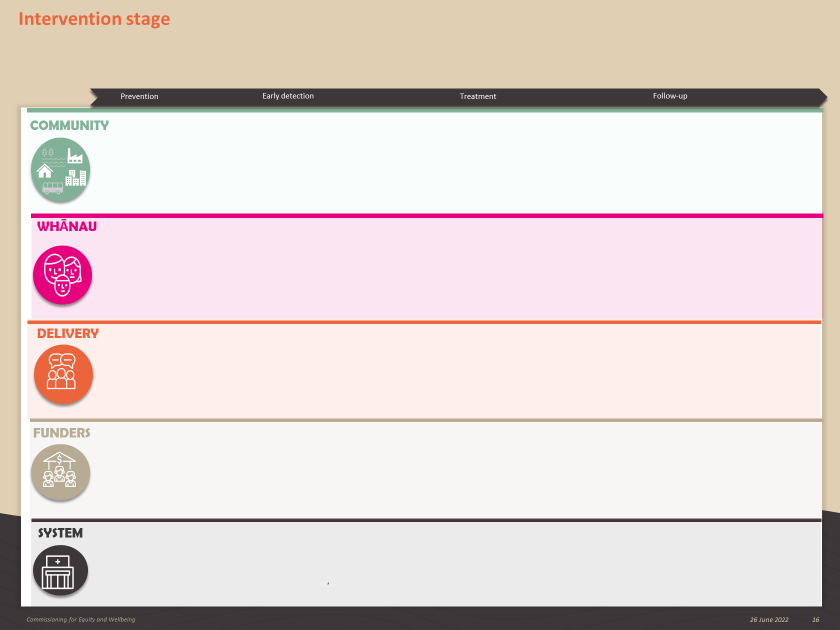 Intervention stage
Prevention Early detection Treatment Follow-up
COMMUNITY
WHĀNAU
DELIVERY
FUNDERS
$
SYSTEM
,
Commissioning for Equity and Wellbeing 26 June 2022 16